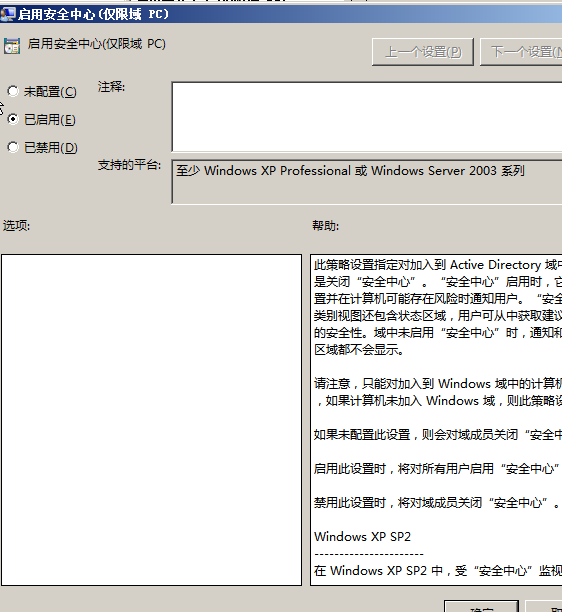 启用安全中心(仅限域 PC)
启用安全中心(仅限域 PC)
上一个设置(P)
下一个设置(N
未配置(C)
已启用(E)
已禁用(D)
注释:
支持的平台:
至少 Windows XP Professional 或 Windows Server 2003 系列
选项:
帮助:
此策略设置指定对加入到 Active Directory 域中
是关闭“安全中心”。“安全中心”启用时，它
置并在计算机可能存在风险时通知用户。“安全
类别视图还包含状态区域，用户可从中获取建议
的安全性。域中未启用“安全中心”时，通知和
区域都不会显示。
请注意，只能对加入到 Windows 域中的计算机
，如果计算机未加入 Windows 域，则此策略设
如果未配置此设置，则会对域成员关闭“安全中
启用此设置时，将对所有用户启用“安全中心”
禁用此设置时，将对域成员关闭“安全中心”。
Windows XP SP2
----------------------
在 Windows XP SP2 中，受“安全中心”监视
确定